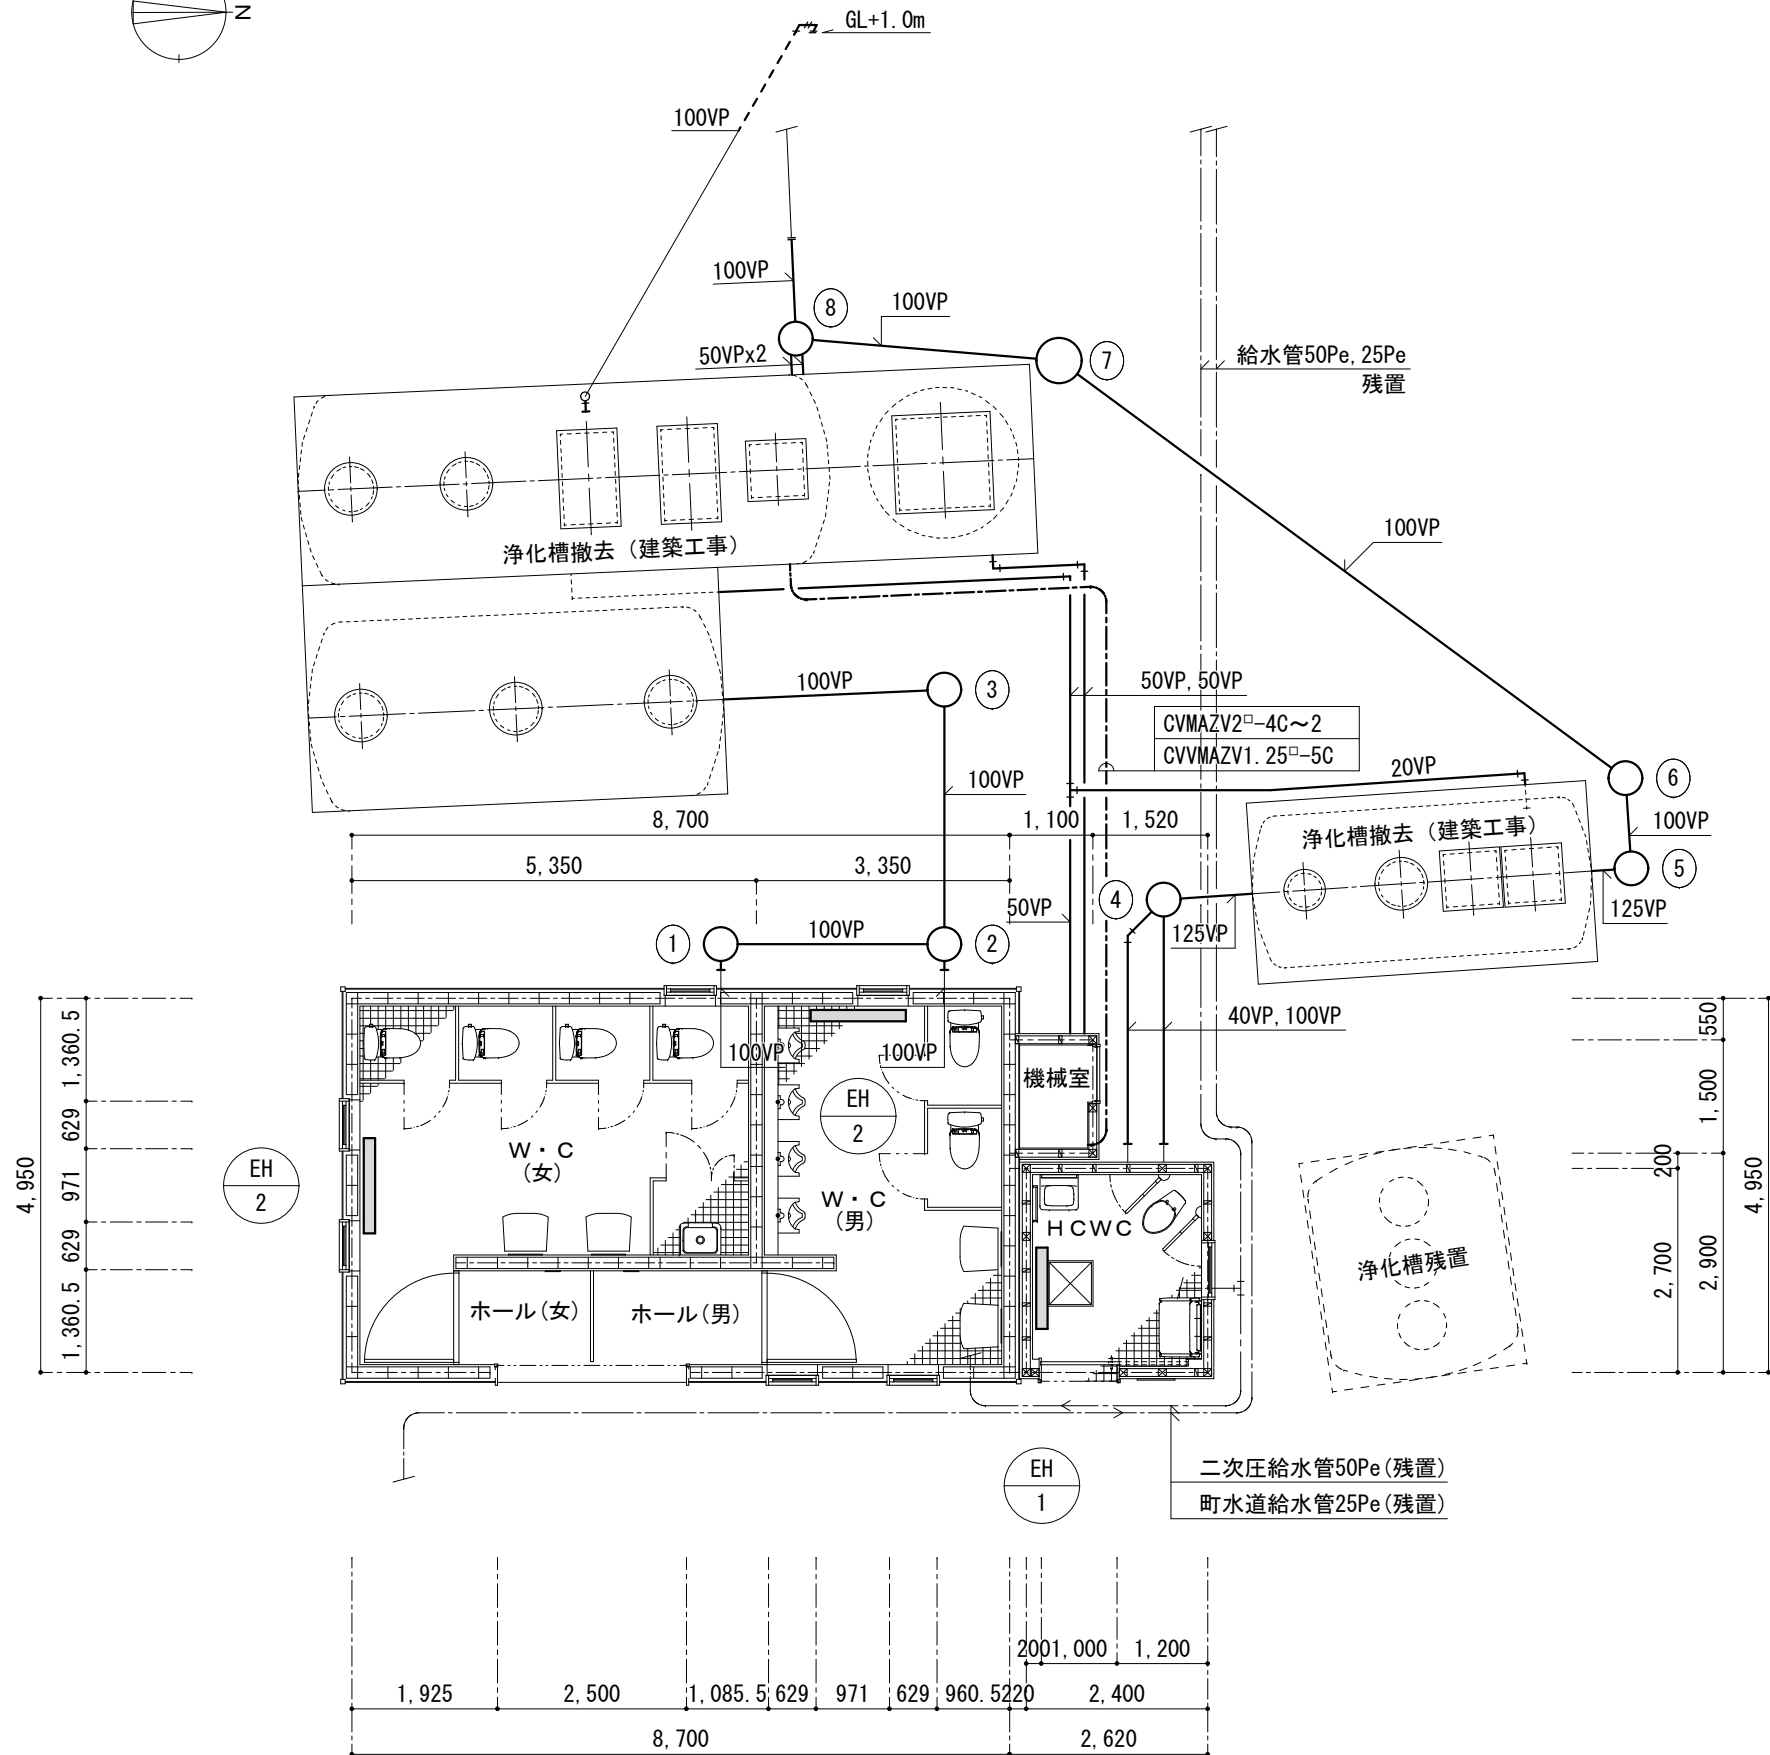 N
GL+1.0m
100VP
100VP
8
100VP
50VPx2
7
給水管50Pe,25Pe
残置
100VP
浄化槽撤去（建築工事）
100VP
3
50VP,50VP
CVMAZV2□-4C～2
CVVMAZV1.25□-5C
20VP
6
100VP
8,700
1,100
1,520
浄化槽撤去（建築工事）
100VP
5,350
3,350
4
5
50VP
125VP
125VP
1
100VP
2
40VP,100VP
100VP
100VP
機械室
EH
2
W・C
(女)
EH
2
W・C
(男)
HCWC
ホール(女)
ホール(男)
浄化槽残置
4,950
1,360.5
629
971
629
1,360.5
550
1,500
200
2,700
2,900
4,950
EH
1
二次圧給水管50Pe(残置)
町水道給水管25Pe(残置)
200
1,000
1,200
1,925
2,500
1,085.5
629
971
629
960.5
220
2,400
8,700
2,620